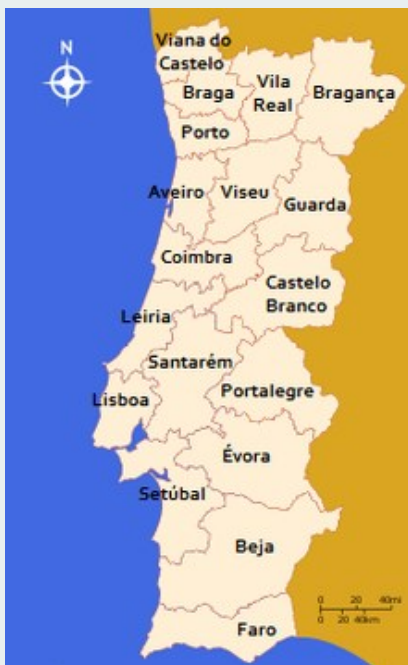 N
Viana do
Castelo
Braga
Vila
Real
Bragança
Porto
Aveiro
Viseu
Guarda
Coimbra
Castelo
Branco
Leiria
Santarém
Lisboa
Portalegre
Évora
Setúbal
Beja
0 20 40mi
0 20 40km
Faro